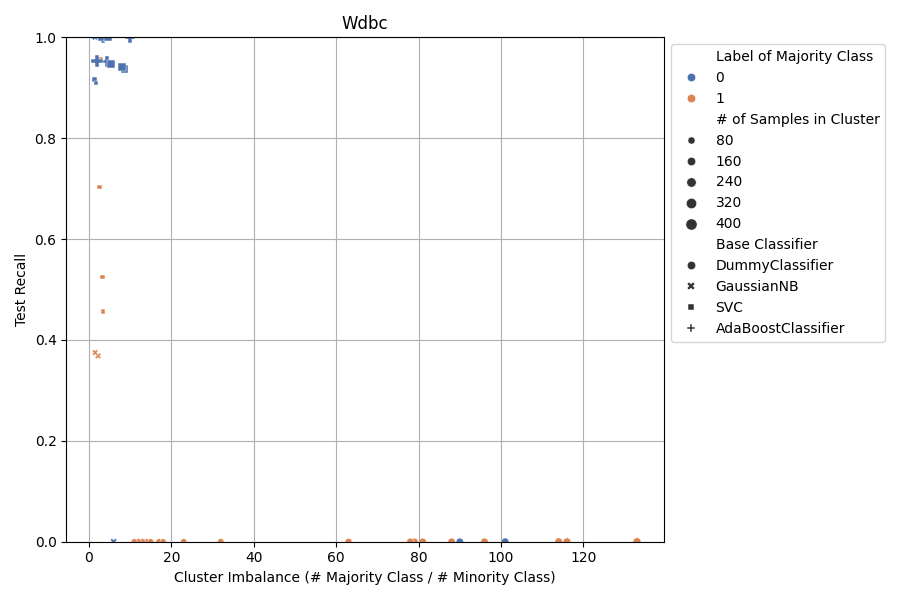 Wdbc
1.0
0.8
0.6
0.4
0.2
0.0
Test Recall
0 20 40 60 80 100 120
Cluster Imbalance (# Majority Class / # Minority Class)
Label of Majority Class
0
1
# of Samples in Cluster
80
160
240
320
400
Base Classifier
DummyClassifier
GaussianNB
SVC
AdaBoostClassifier